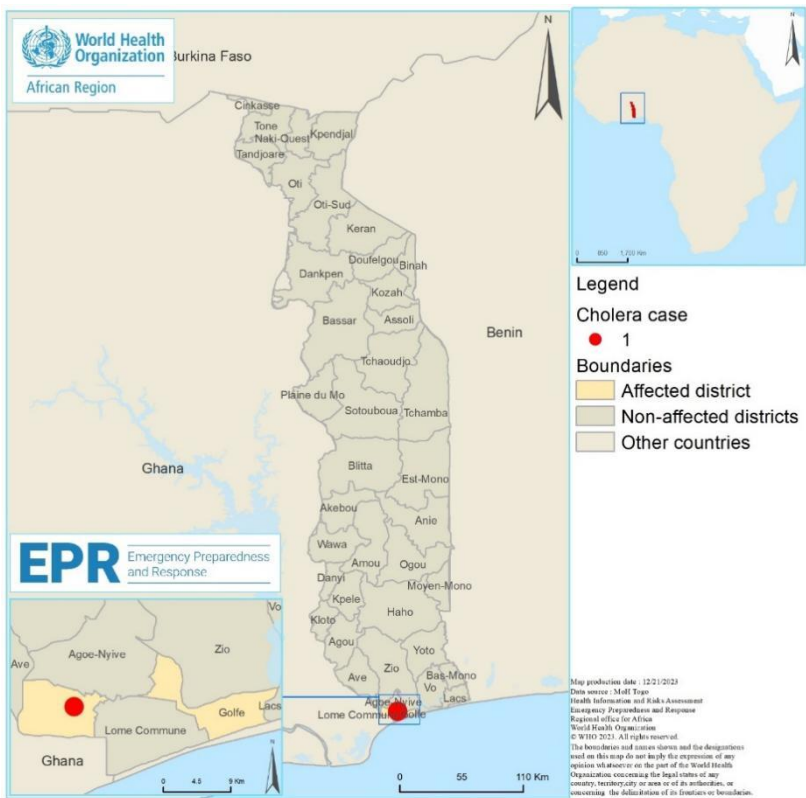 World Health
Organization
African Region
Burkina Faso
N
Cinkasse
Tone
Naki-Ouest
Kpendjal
Tandjoare
Oti
Oti-Sud
Keran
Doufelgou
Binah
Dankpen
Kozah
Bassar
Assoli
Benin
Tchaoudjo
Plaine du Mo
Sotouboua
Tchamba
Ghana
Blitta
Est-Mono
Akebou
Anie
Wawa
Amou
Ogou
Danyi
Moyen-Mono
Kpele
Kloto
Haho
Agou
Yoto
Ave
Zio
Bas-Mono
Vo
Lacs
Agoe-Nyive
Lome Commune
Golfe
0 55 110 Km
EPR
Emergency Preparedness
and Response
Vo
Ave
Agoe-Nyive
Zio
Golfe
Lacs
Lome Commune
Ghana
N
0 4.5 9 Km
N
0 850 1,700 Km
Legend
Cholera case
1
Boundaries
Affected district
Non-affected districts
Other countries
Map production date : 12/21/2023
Data source : MoH Togo
Health Information and Risks Assessment
Emergency Preparedness and Response
Regional office for Africa
World Health Organization
© WHO 2023. All rights reserved.
The boundaries and names shown and the designations
used on this map do not imply the expression of any
opinion whatsoever on the part of the World Health
Organization concerning the legal status of any
country, territory,city or area or of its authorities, or
concerning the delimitation of its frontiers or boundaries.